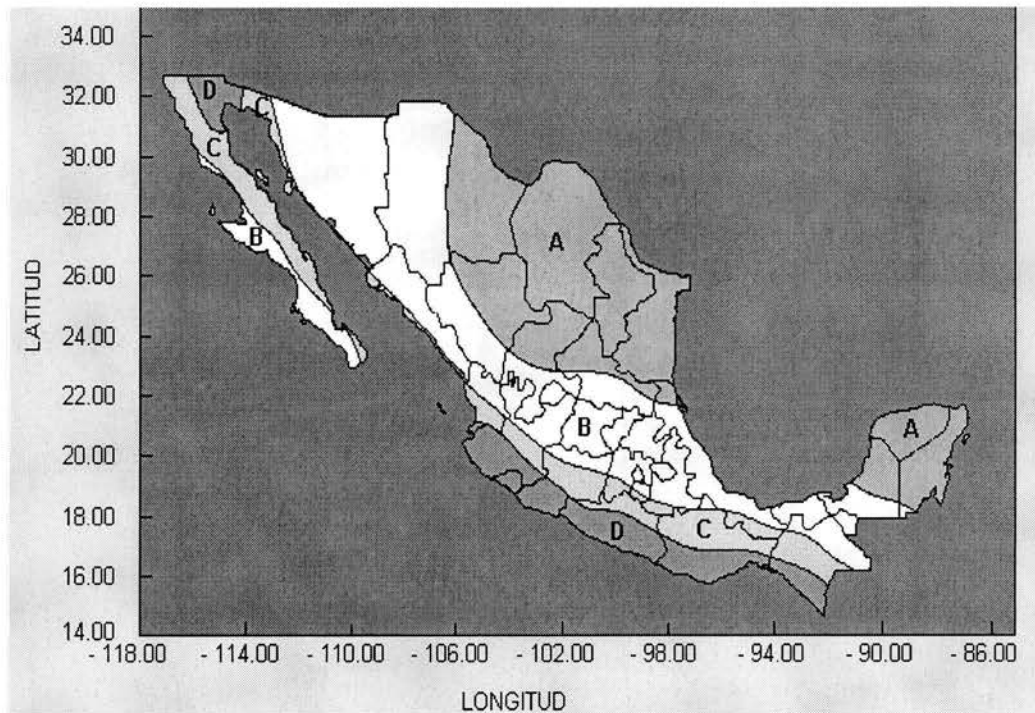 34.00
32.00
30.00
28.00
26.00
24.00
22.00
20.00
18.00
16.00
14.00
LATITUD
D
C
C
B
A
B
A
D
C
- 118.00 - 114.00 - 110.00 - 106.00 - 102.00 - 98.00 - 94.00 - 90.00 - 86.00
LONGITUD